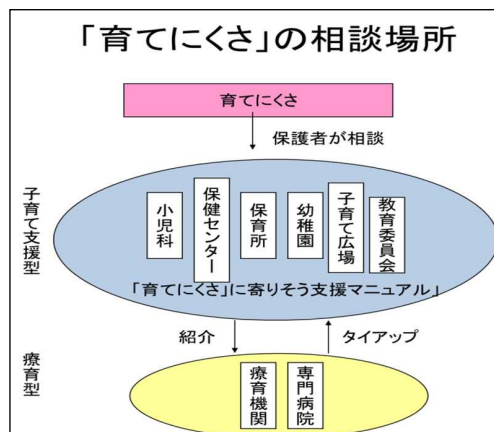 「育てにくさ」の相談場所
育てにくさ
保護者が相談
子育て支援型
小児科
保健センター
保育所
幼稚園
子育て広場
教育委員会
「育てにくさ」に寄りそう支援マニュアル」
紹介
タイアップ
療育型
療育機関
専門病院